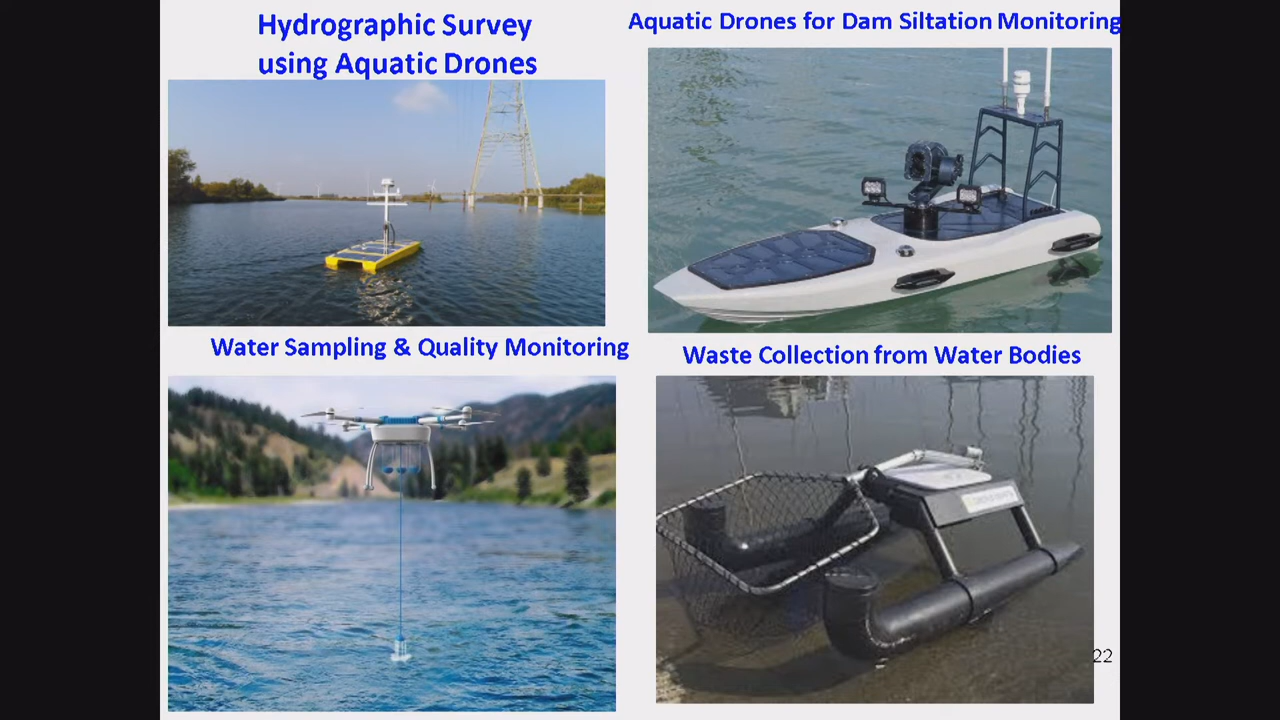 Hydrographic Survey
using Aquatic Drones
Aquatic Drones for Dam Siltation Monitoring
Water Sampling & Quality Monitoring
Waste Collection from Water Bodies
22